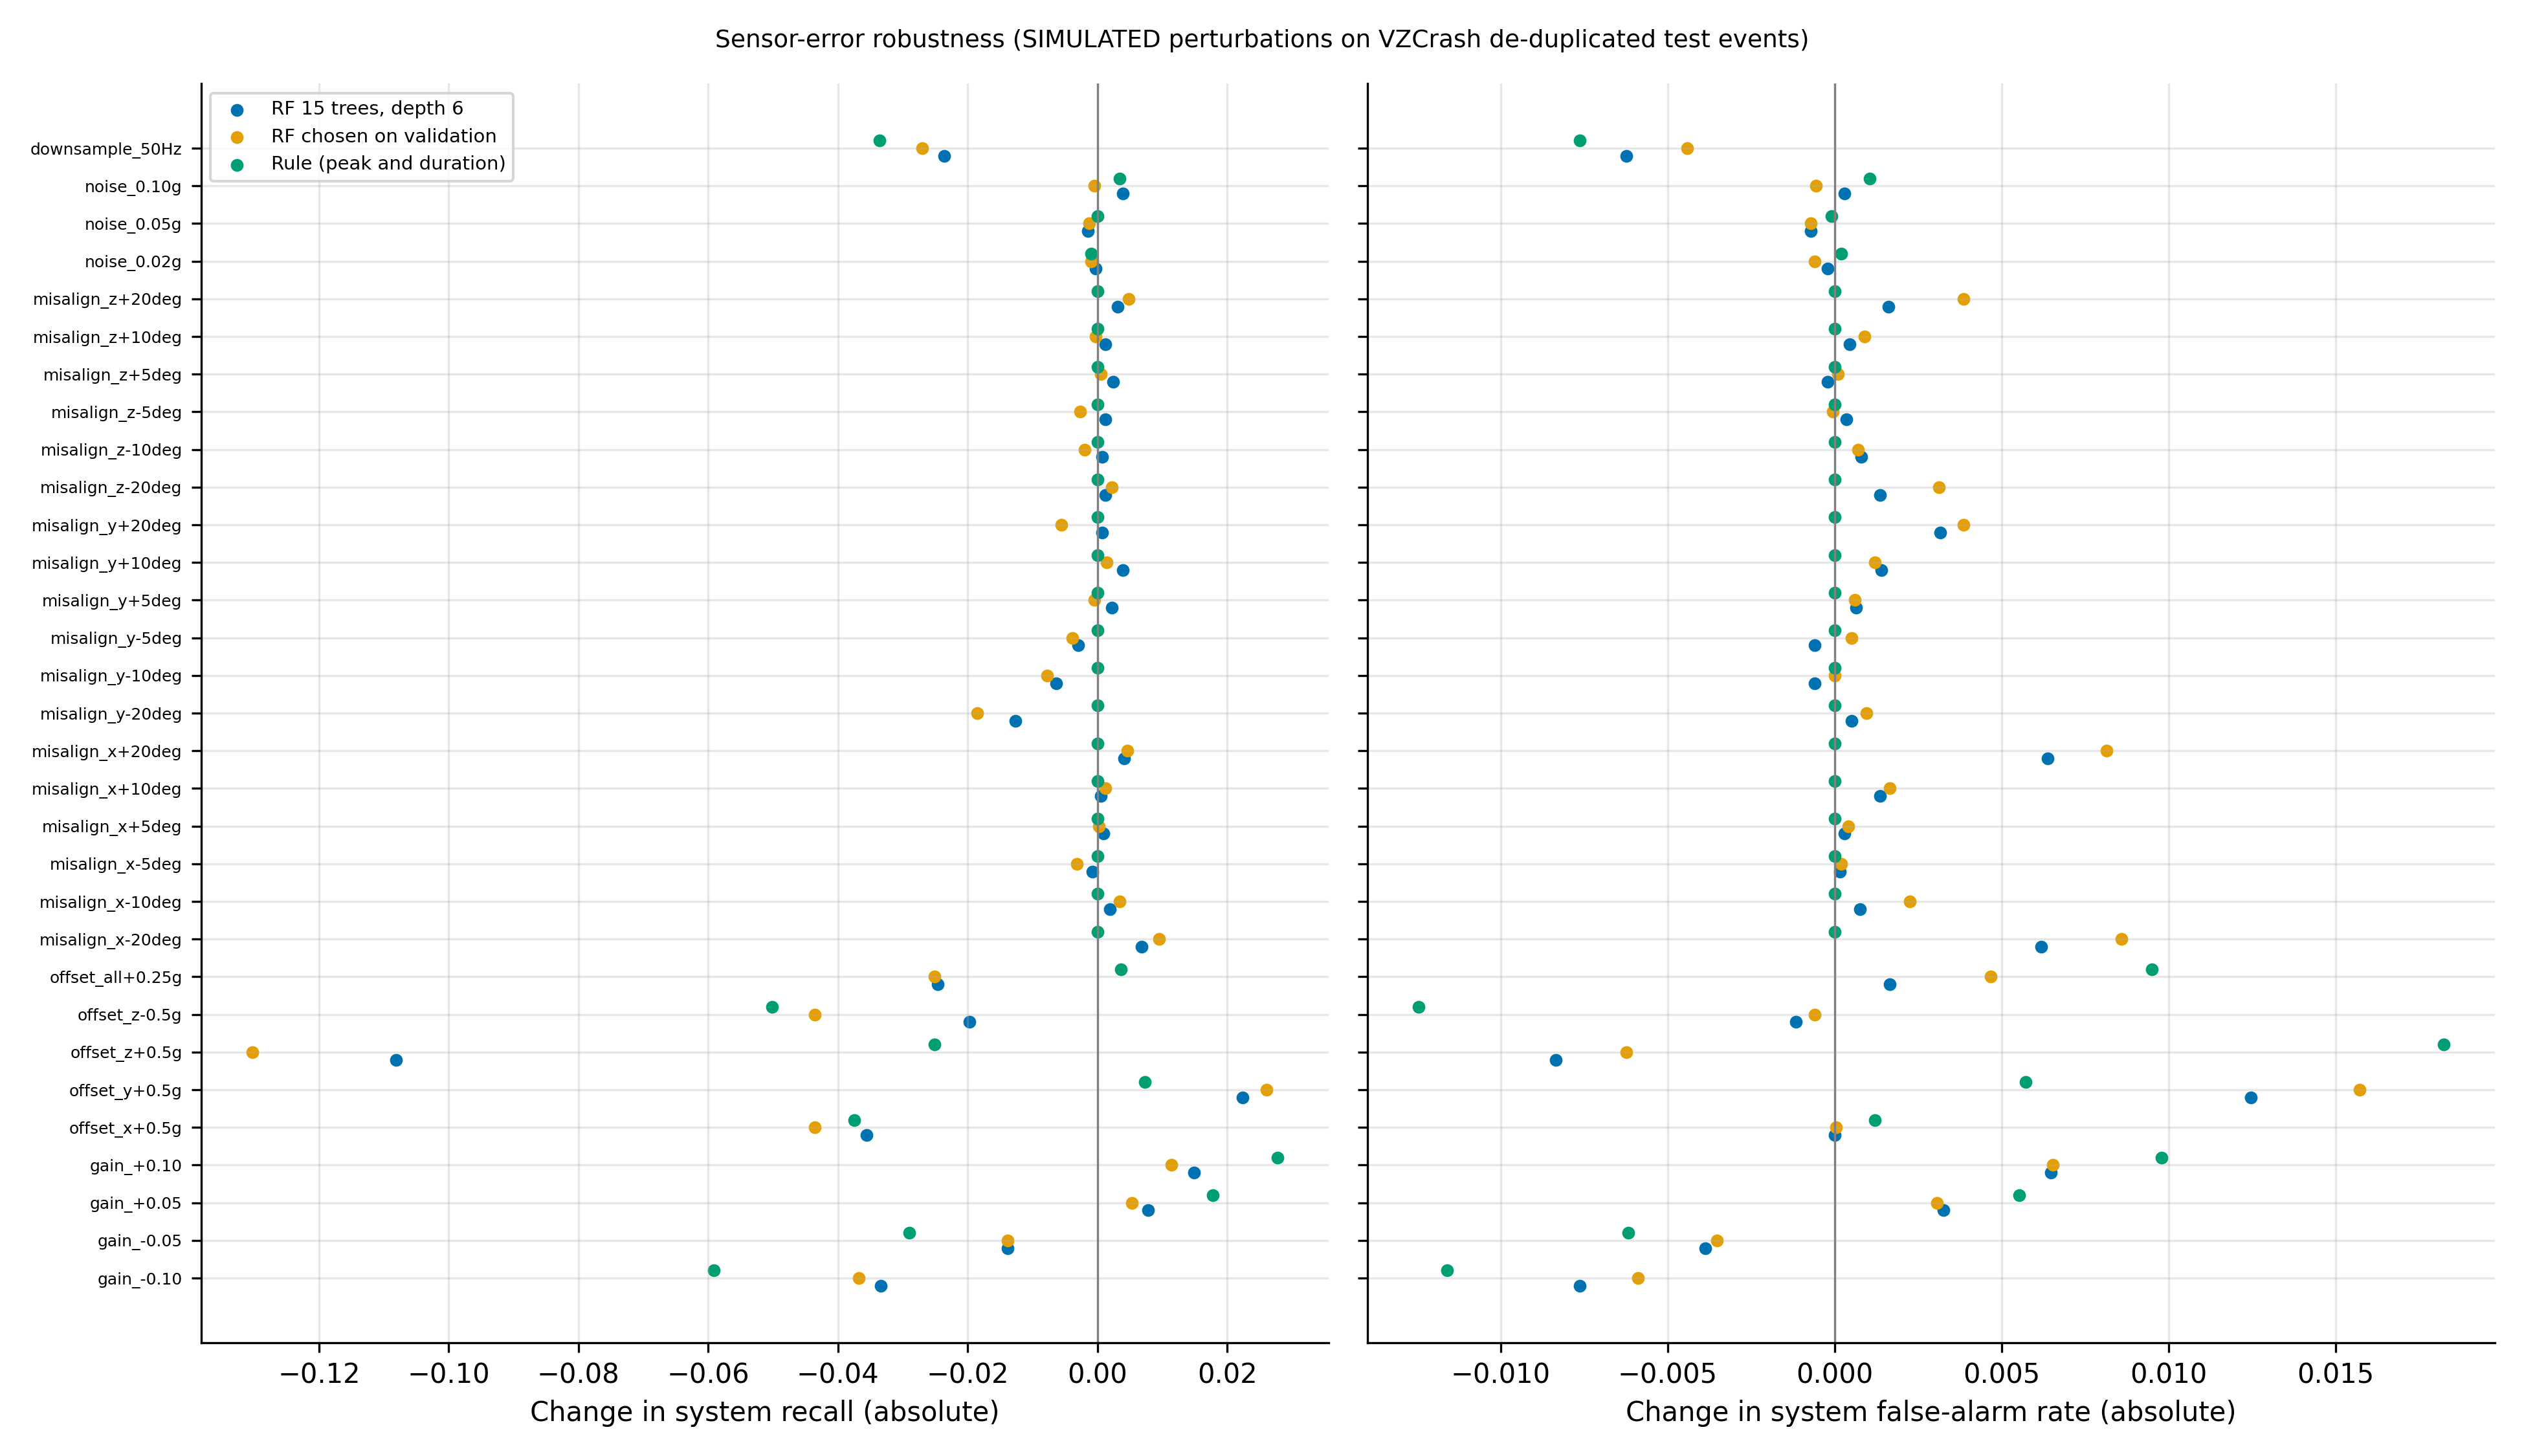 Sensor-error robustness (SIMULATED perturbations on VZCrash de-duplicated test events)
RF 15 trees, depth 6
RF chosen on validation
Rule (peak and duration)
downsample_50Hz
noise_0.10g
noise_0.05g
noise_0.02g
misalign_z+20deg
misalign_z+10deg
misalign_z+5deg
misalign_z-5deg
misalign_z-10deg
misalign_z-20deg
misalign_y+20deg
misalign_y+10deg
misalign_y+5deg
misalign_y-5deg
misalign_y-10deg
misalign_y-20deg
misalign_x+20deg
misalign_x+10deg
misalign_x+5deg
misalign_x-5deg
misalign_x-10deg
misalign_x-20deg
offset_all+0.25g
offset_z-0.5g
offset_z+0.5g
offset_y+0.5g
offset_x+0.5g
gain_+0.10
gain_+0.05
gain_-0.05
gain_-0.10
−0.12 −0.10 −0.08 −0.06 −0.04 −0.02 0.00 0.02
Change in system recall (absolute)
−0.010 −0.005 0.000 0.005 0.010 0.015
Change in system false-alarm rate (absolute)